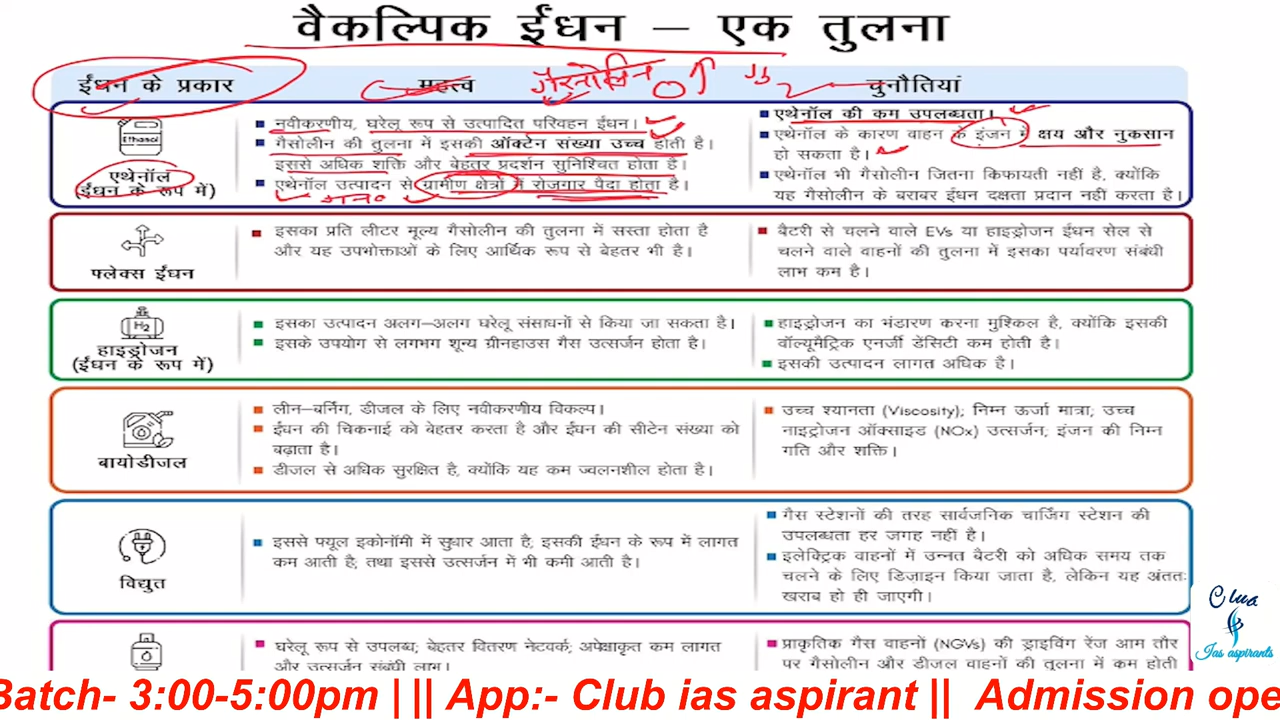 वैकल्पिक ईंधन – एक तुलना
ईंधन के प्रकार
महत्व
गैसोलिन
चुनौतियां
Ethanol
एथेनॉल
(ईंधन के रूप में)
नवीकरणीय, घरेलू रूप से उत्पादित परिवहन ईंधन।
गैसोलीन की तुलना में इसकी ऑक्टेन संख्या उच्च होती है।
इससे अधिक शक्ति और बेहतर प्रदर्शन सुनिश्चित होता है।
एथेनॉल उत्पादन से ग्रामीण क्षेत्रों में रोजगार पैदा होता है।
एथेनॉल की कम उपलब्धता।
एथेनॉल के कारण वाहन के इंजन में क्षय और नुकसान
हो सकता है।
एथेनॉल भी गैसोलीन जितना किफायती नहीं है, क्योंकि
यह गैसोलीन के बराबर ईंधन दक्षता प्रदान नहीं करता है।
फ्लेक्स ईंधन
इसका प्रति लीटर मूल्य गैसोलीन की तुलना में सस्ता होता है
और यह उपभोक्ताओं के लिए आर्थिक रूप से बेहतर भी है।
बैटरी से चलने वाले EVs या हाइड्रोजन ईंधन सेल से
चलने वाले वाहनों की तुलना में इसका पर्यावरण संबंधी
लाभ कम है।
H2
हाइड्रोजन
(ईंधन के रूप में)
इसका उत्पादन अलग–अलग घरेलू संसाधनों से किया जा सकता है।
इसके उपयोग से लगभग शून्य ग्रीनहाउस गैस उत्सर्जन होता है।
हाइड्रोजन का भंडारण करना मुश्किल है, क्योंकि इसकी
वॉल्यूमैट्रिक एनर्जी डेंसिटी कम होती है।
इसकी उत्पादन लागत अधिक है।
बायोडीजल
लीन–बर्निंग, डीजल के लिए नवीकरणीय विकल्प।
ईंधन की चिकनाई को बेहतर करता है और ईंधन की सीटेन संख्या को
बढ़ाता है।
डीजल से अधिक सुरक्षित है, क्योंकि यह कम ज्वलनशील होता है।
उच्च श्यानता (Viscosity); निम्न ऊर्जा मात्रा; उच्च
नाइट्रोजन ऑक्साइड (NOx) उत्सर्जन; इंजन की निम्न
गति और शक्ति।
विद्युत
इससे फ्यूल इकोनॉमी में सुधार आता है; इसकी ईंधन के रूप में लागत
कम आती है; तथा इससे उत्सर्जन में भी कमी आती है।
गैस स्टेशनों की तरह सार्वजनिक चार्जिंग स्टेशन की
उपलब्धता हर जगह नहीं है।
इलेक्ट्रिक वाहनों में उन्नत बैटरी को अधिक समय तक
चलने के लिए डिज़ाइन किया जाता है, लेकिन यह अंततः
खराब हो ही जाएगी।
घरेलू रूप से उपलब्ध; बेहतर वितरण नेटवर्क; अपेक्षाकृत कम लागत
और उत्सर्जन संबंधी लाभ।
प्राकृतिक गैस वाहनों (NGVs) की ड्राइविंग रेंज आम तौर
पर गैसोलीन और डीजल वाहनों की तुलना में कम होती
Club
Ias aspirants
Batch- 3:00-5:00pm | || App:- Club ias aspirant || Admission ope